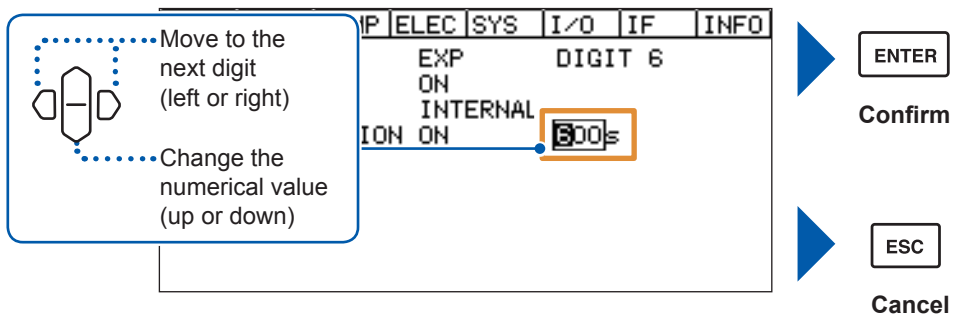 Move to the
next digit
(left or right)
Change the
numerical value
(up or down)
MP ELEC SYS I/O IF INFO
EXP DIGIT 6
ON
INTERNAL
ION ON 600s
ENTER
Confirm
ESC
Cancel